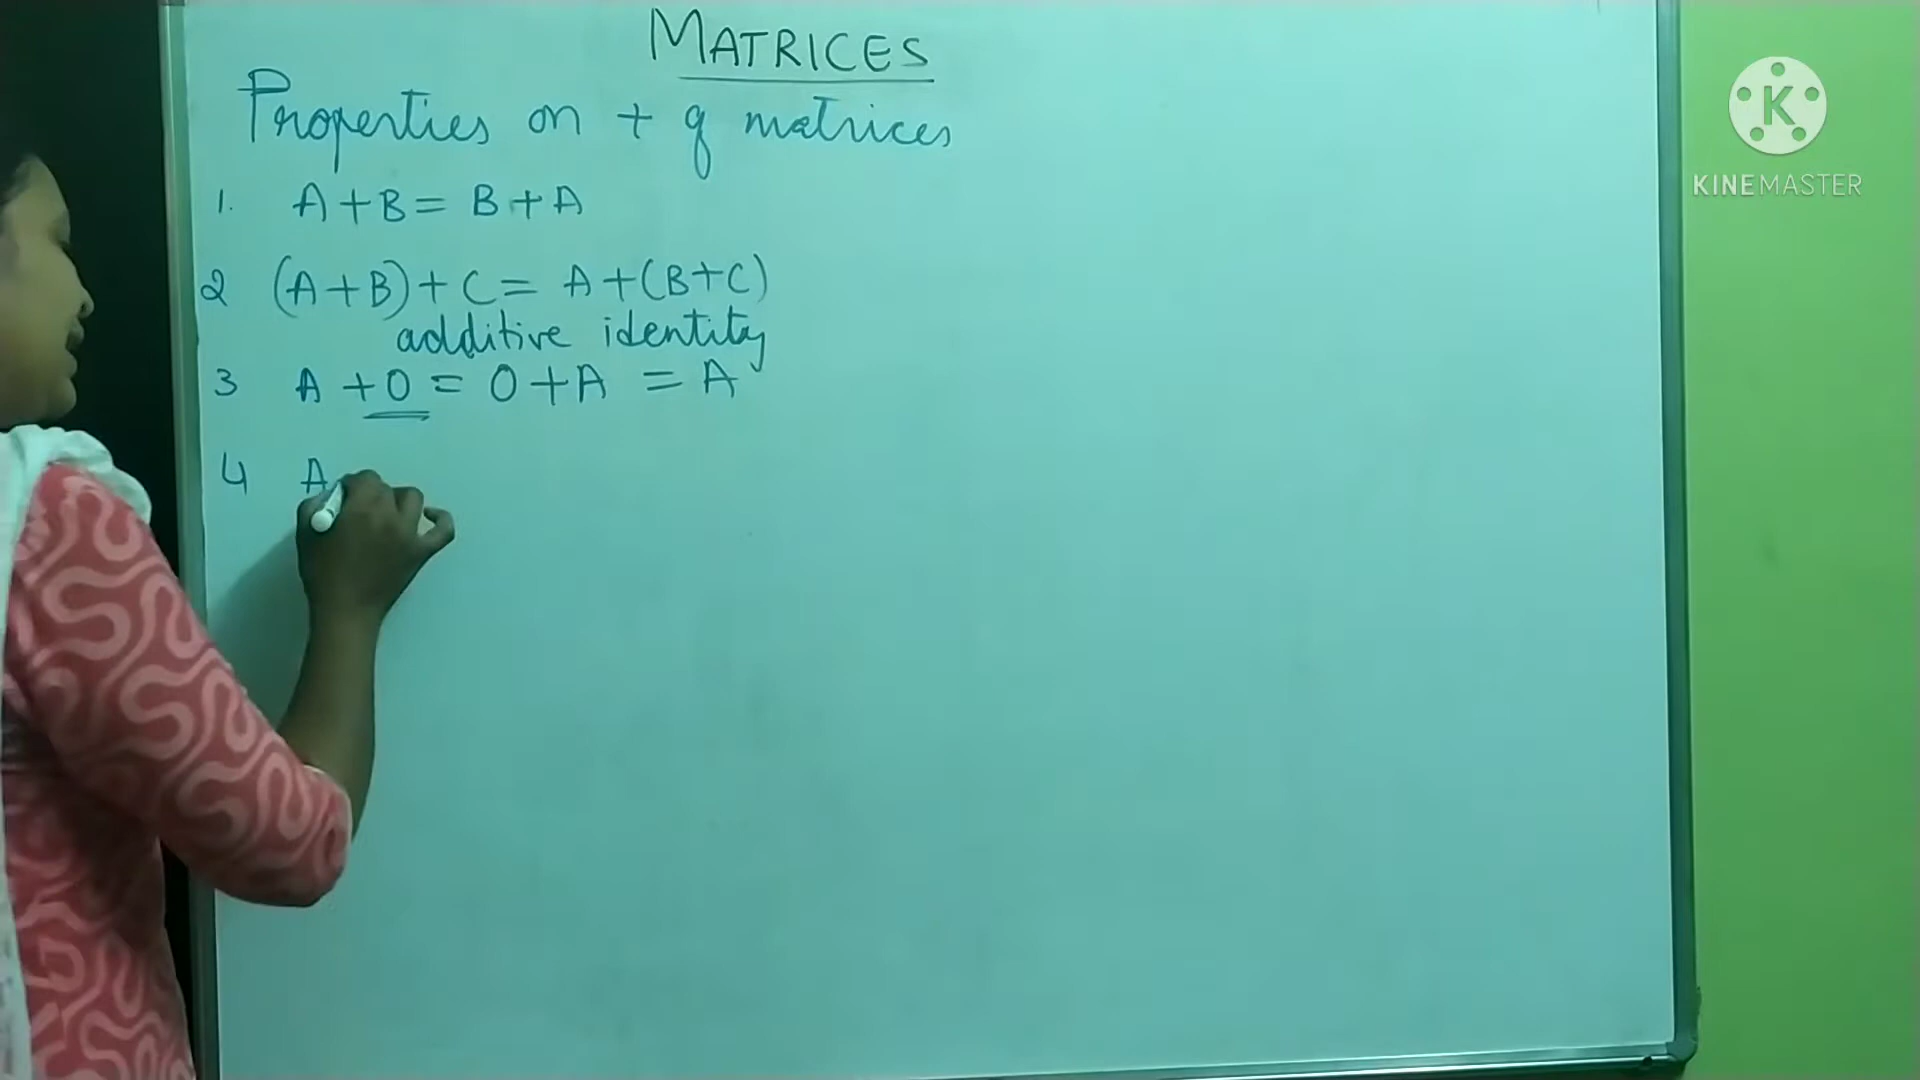 MATRICES
Properties on + of matrices
1. A+B = B+A
2 (A+B)+C = A+(B+C)
additive identity
3 A +0 = 0+A = A
4 A
K
KINEMASTER